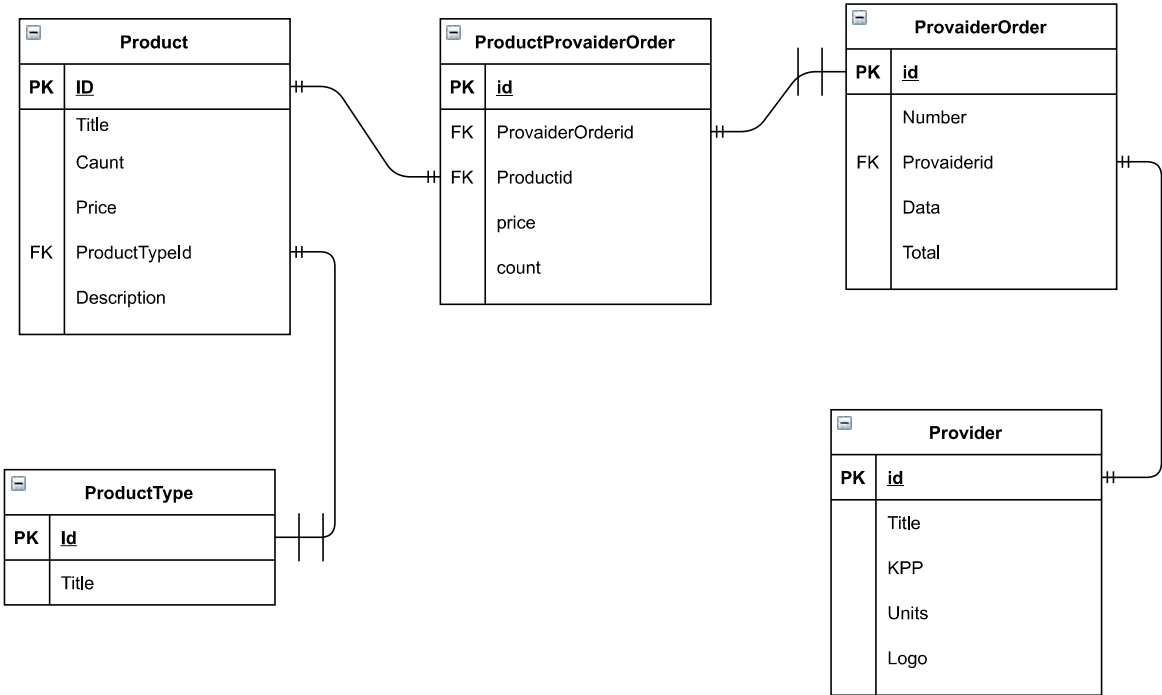 Product
PK ID
Title
Caunt
Price
FK ProductTypeId
Description
ProductProvaiderOrder
PK id
FK ProvaiderOrderid
FK Productid
price
count
ProvaiderOrder
PK id
Number
FK Provaiderid
Data
Total
ProductType
PK Id
Title
Provider
PK id
Title
KPP
Units
Logo